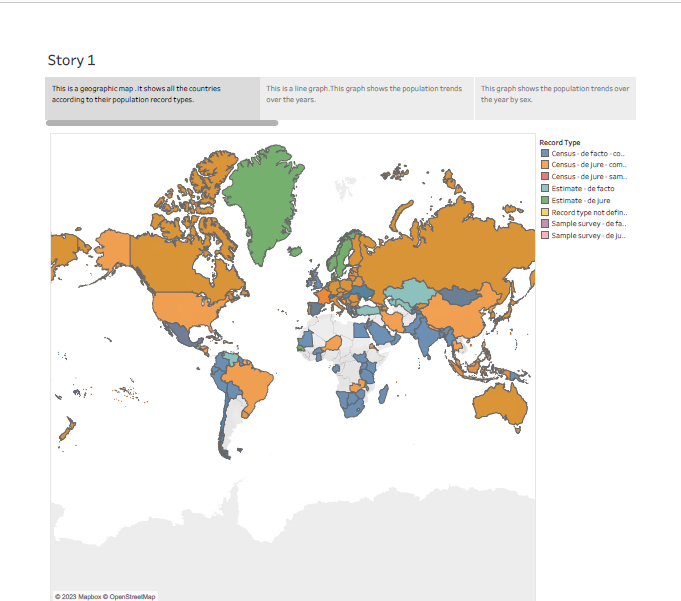 Story 1
This is a geographic map . It shows all the countries
according to their population record types.
This is a line graph.This graph shows the population trends
over the years.
This graph shows the population trends over
the year by sex.
Record Type
Census - de facto - co...
Census - de jure - com...
Census - de jure - sam...
Estimate - de facto
Estimate - de jure
Record type not defin...
Sample survey - de fa...
Sample survey - de ju...
© 2023 Mapbox © OpenStreetMap